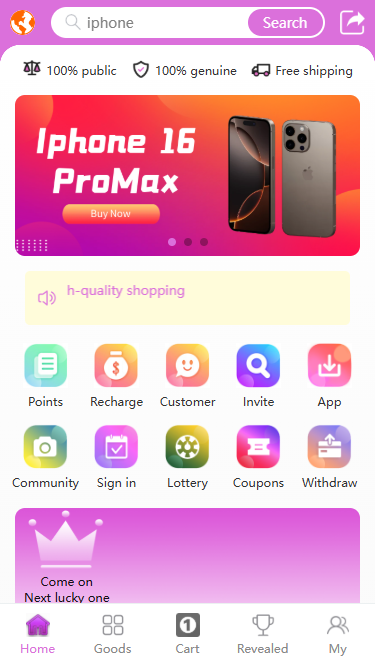 iphone
Search
100% public
100% genuine
Free shipping
Iphone 16
ProMax
Buy Now
h-quality shopping
Points
Recharge
Customer
Invite
App
Community
Sign in
Lottery
Coupons
Withdraw
Come on
Next lucky one
1
Home
Goods
Cart
Revealed
My